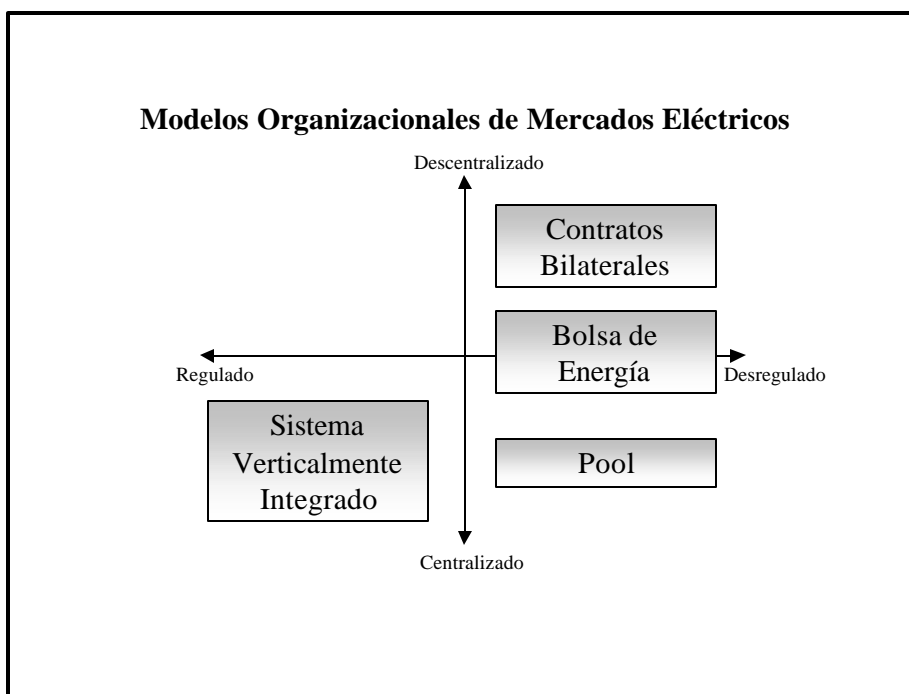 Modelos Organizacionales de Mercados Eléctricos
Descentralizado
Contratos
Bilaterales
Bolsa de
Energía
Regulado
Desregulado
Sistema
Verticalmente
Integrado
Pool
Centralizado